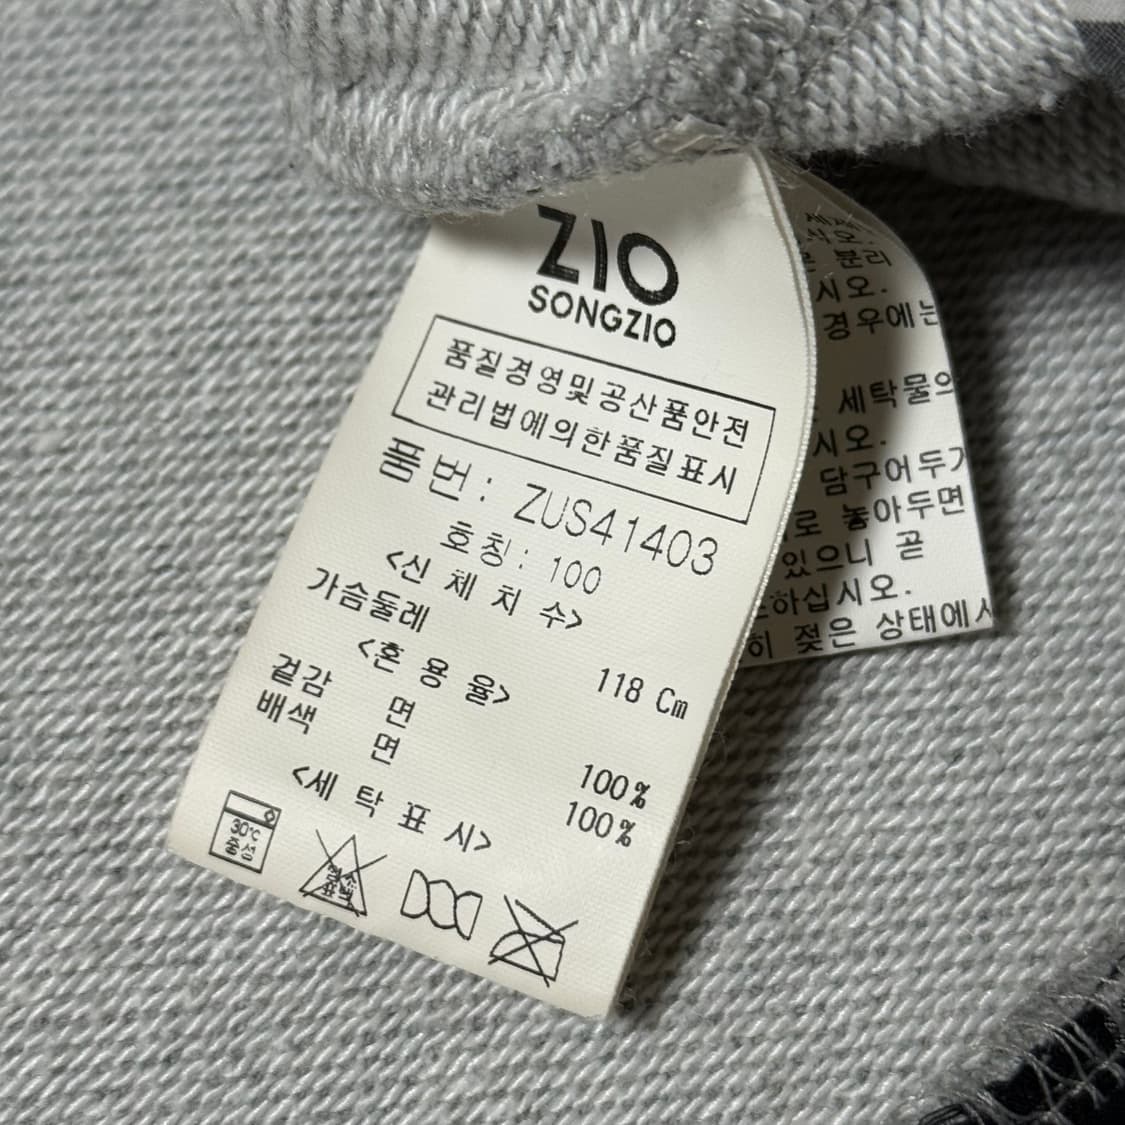 ZIO
SONGZIO
품질경영및공산품안전
관리법에의한품질표시
품번: ZUS41403
호칭: 100
<신 체 치 수>
가슴둘레 118 Cm
<혼 용 율>
겉감 면 100%
배색 면 100%
<세 탁 표 시>
30℃
중성
염소
표백
시오.
분리
시오.
경우에는
세탁물의
시오.
담구어두
로 놓아두면
있으니 곧
하십시오.
히 젖은 상태에서